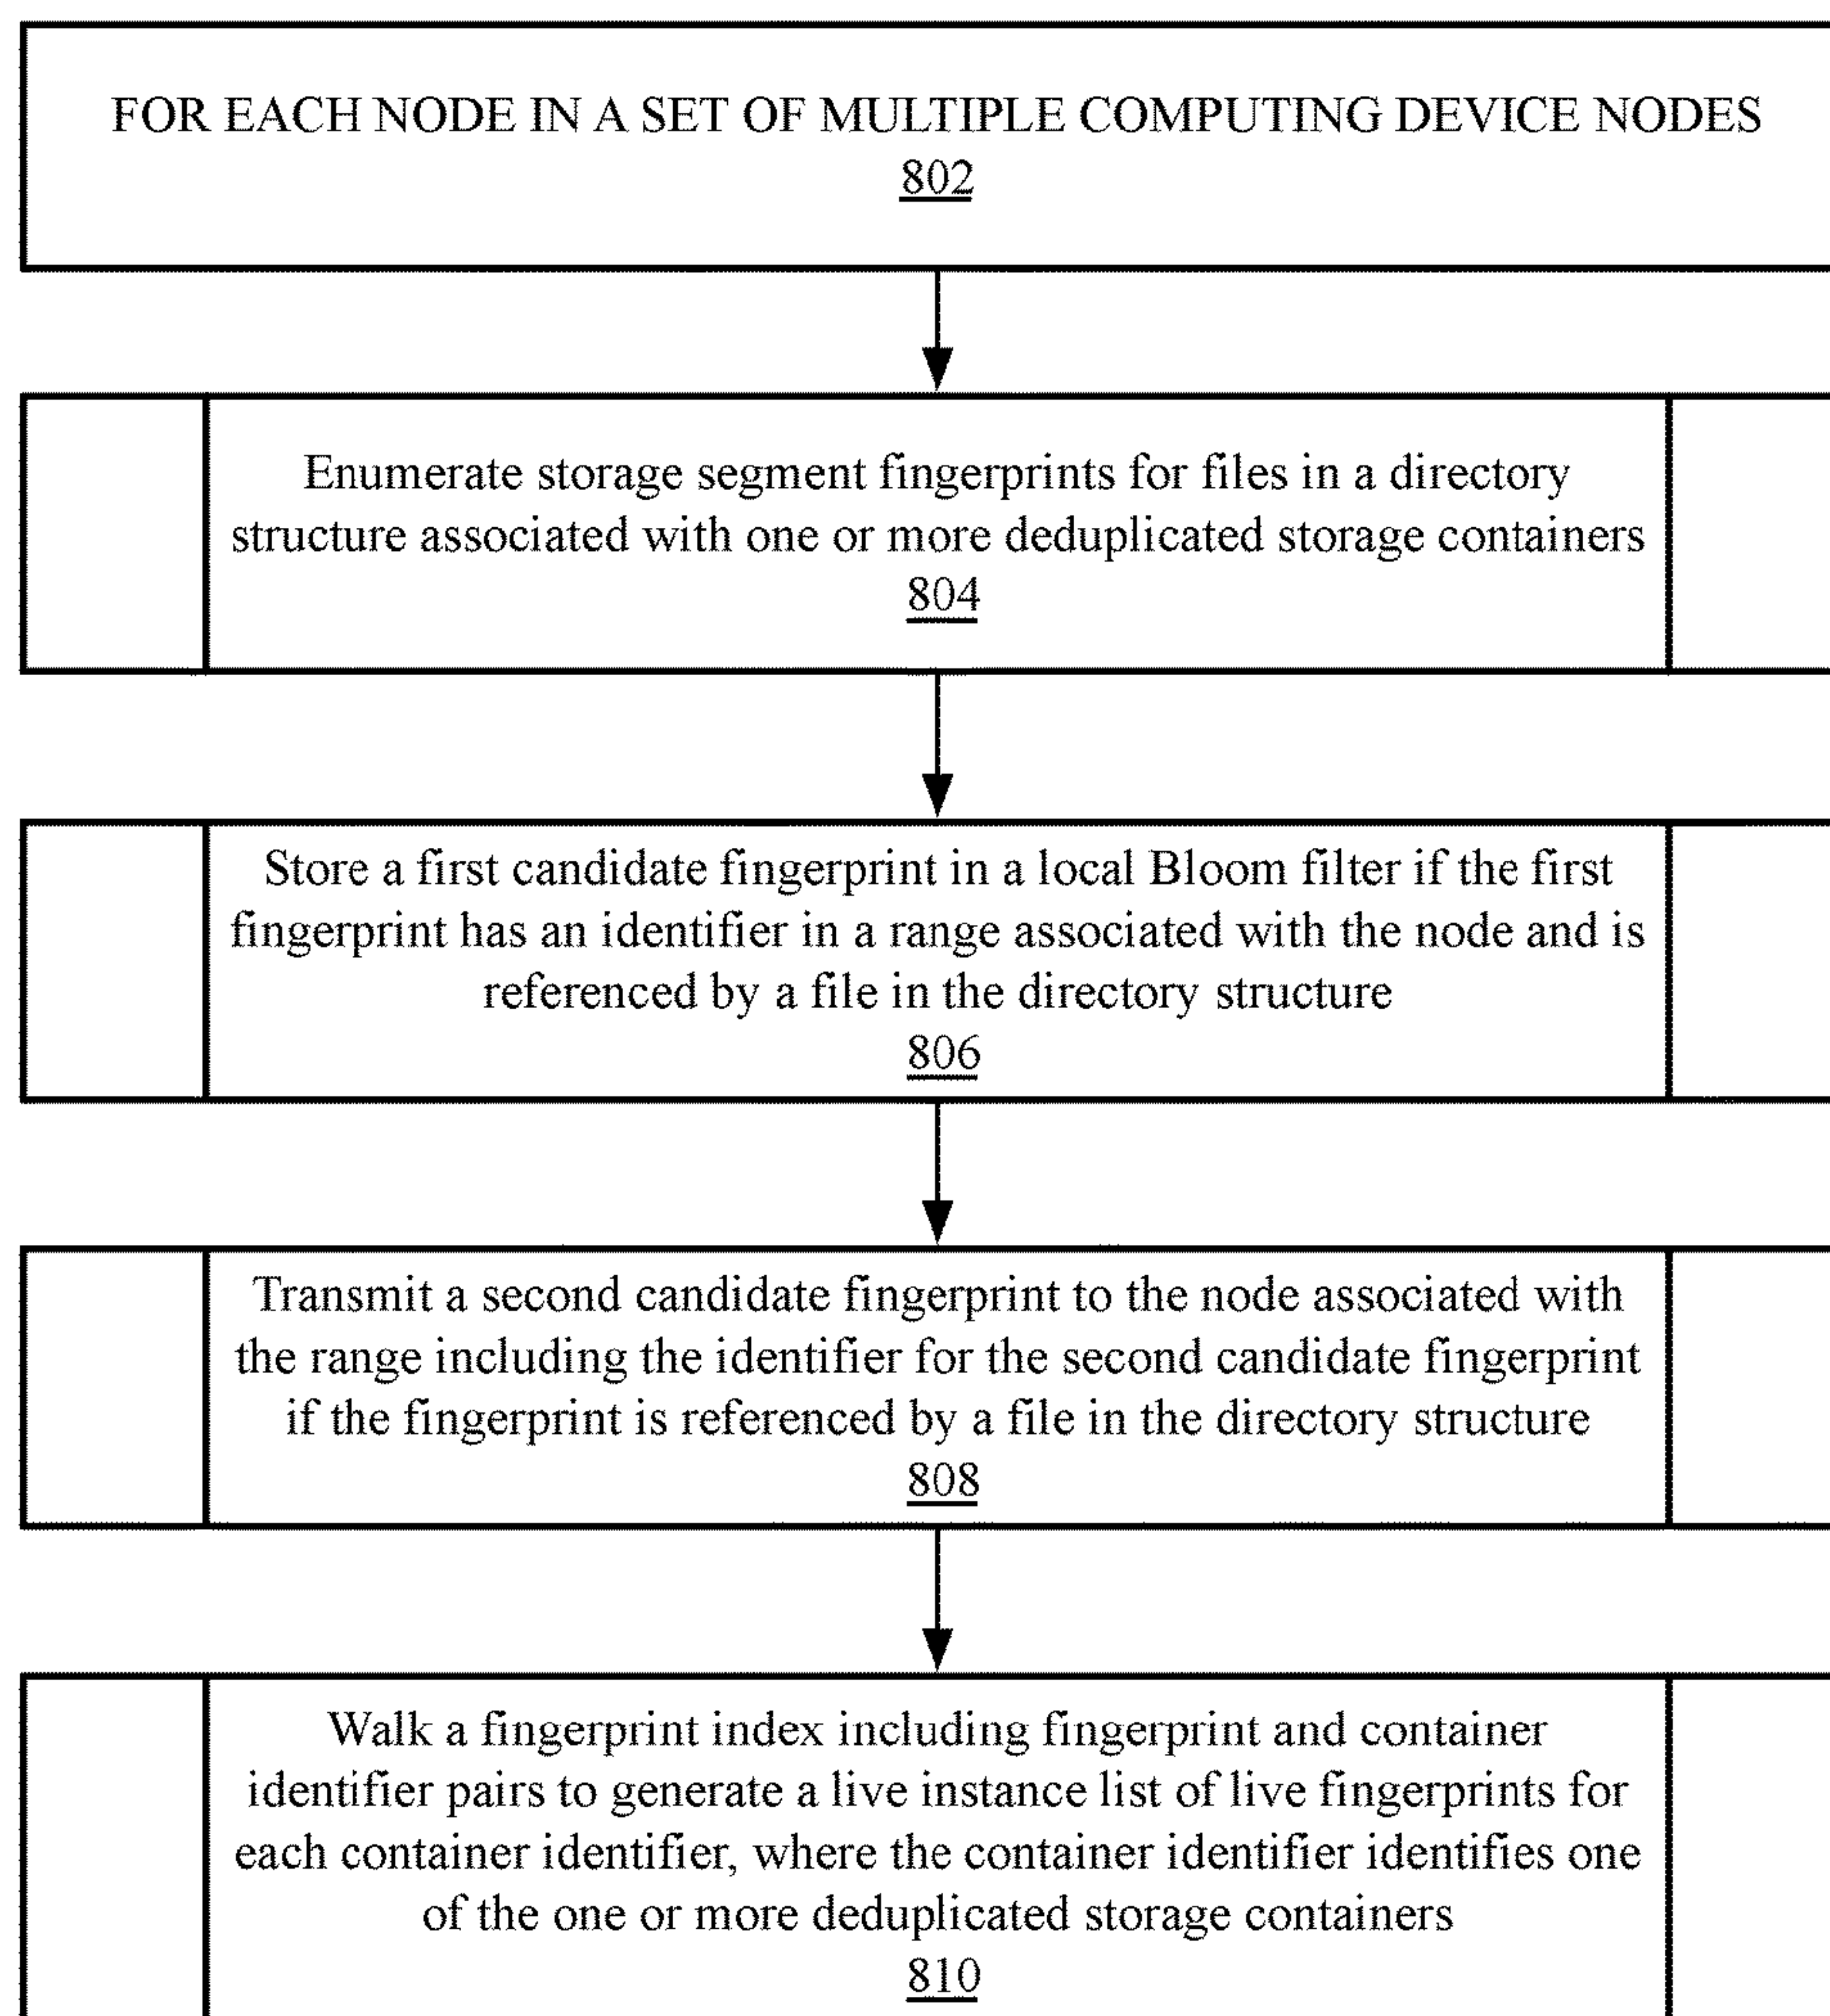 FOR EACH NODE IN A SET OF MULTIPLE COMPUTING DEVICE NODES
802
Enumerate storage segment fingerprints for files in a directory
structure associated with one or more deduplicated storage containers
804
Store a first candidate fingerprint in a local Bloom filter if the first
fingerprint has an identifier in a range associated with the node and is
referenced by a file in the directory structure
806
Transmit a second candidate fingerprint to the node associated with
the range including the identifier for the second candidate fingerprint
if the fingerprint is referenced by a file in the directory structure
808
Walk a fingerprint index including fingerprint and container
identifier pairs to generate a live instance list of live fingerprints for
each container identifier, where the container identifier identifies one
of the one or more deduplicated storage containers
810